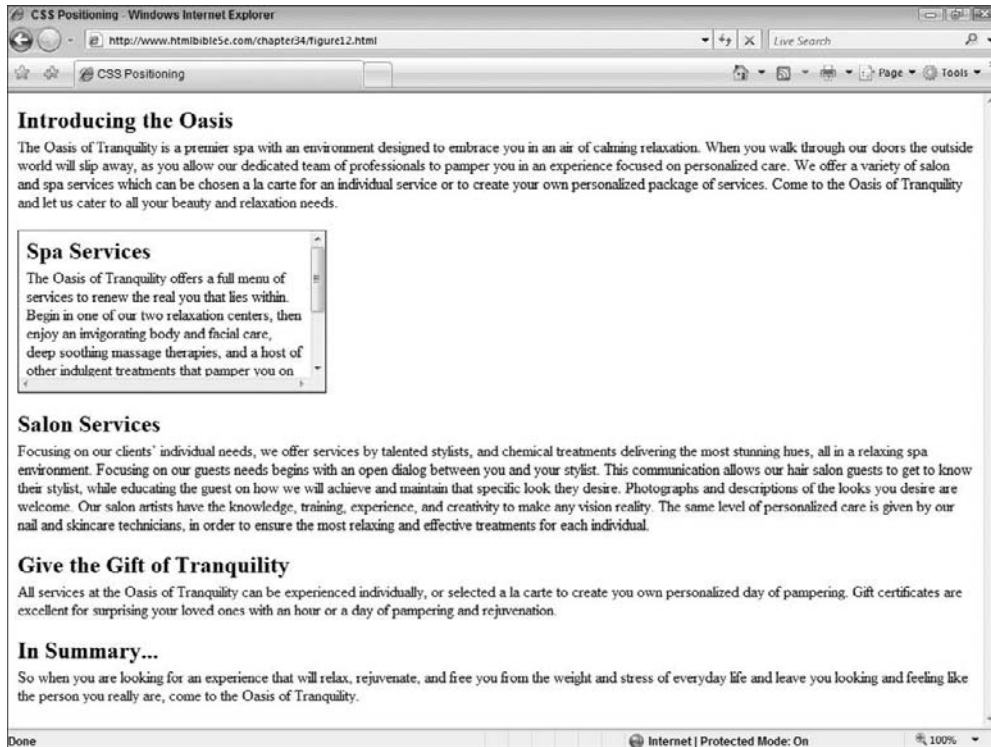 CSS Positioning - Windows Internet Explorer
http://www.htmlbible5e.com/chapter34/figure12.html
Live Search
CSS Positioning
Page
Tools
Introducing the Oasis
The Oasis of Tranquility is a premier spa with an environment designed to embrace you in an air of calming relaxation. When you walk through our doors the outside
world will slip away, as you allow our dedicated team of professionals to pamper you in an experience focused on personalized care. We offer a variety of salon
and spa services which can be chosen a la carte for an individual service or to create your own personalized package of services. Come to the Oasis of Tranquility
and let us cater to all your beauty and relaxation needs.
Spa Services
The Oasis of Tranquility offers a full menu of
services to renew the real you that lies within.
Begin in one of our two relaxation centers, then
enjoy an invigorating body and facial care,
deep soothing massage therapies, and a host of
other indulgent treatments that pamper you on
Salon Services
Focusing on our clients' individual needs, we offer services by talented stylists, and chemical treatments delivering the most stunning hues, all in a relaxing spa
environment. Focusing on our guests needs begins with an open dialog between you and your stylist. This communication allows our hair salon guests to get to know
their stylist, while educating the guest on how we will achieve and maintain that specific look they desire. Photographs and descriptions of the looks you desire are
welcome. Our salon artists have the knowledge, training, experience, and creativity to make any vision reality. The same level of personalized care is given by our
nail and skincare technicians, in order to ensure the most relaxing and effective treatments for each individual.
Give the Gift of Tranquility
All services at the Oasis of Tranquility can be experienced individually, or selected a la carte to create you own personalized day of pampering. Gift certificates are
excellent for surprising your loved ones with an hour or a day of pampering and rejuvenation.
In Summary...
So when you are looking for an experience that will relax, rejuvenate, and free you from the weight and stress of everyday life and leave you looking and feeling like
the person you really are, come to the Oasis of Tranquility.
Done
Internet | Protected Mode: On
100%